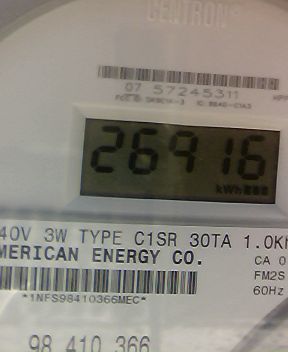 CENTRON®
07 57245311
26916
kWh
40V 3W TYPE C1SR 30TA 1.0Kh
MERICAN ENERGY CO.
CA 0
FM2S
60Hz
*1NFS98410366MEC*
98 410 366